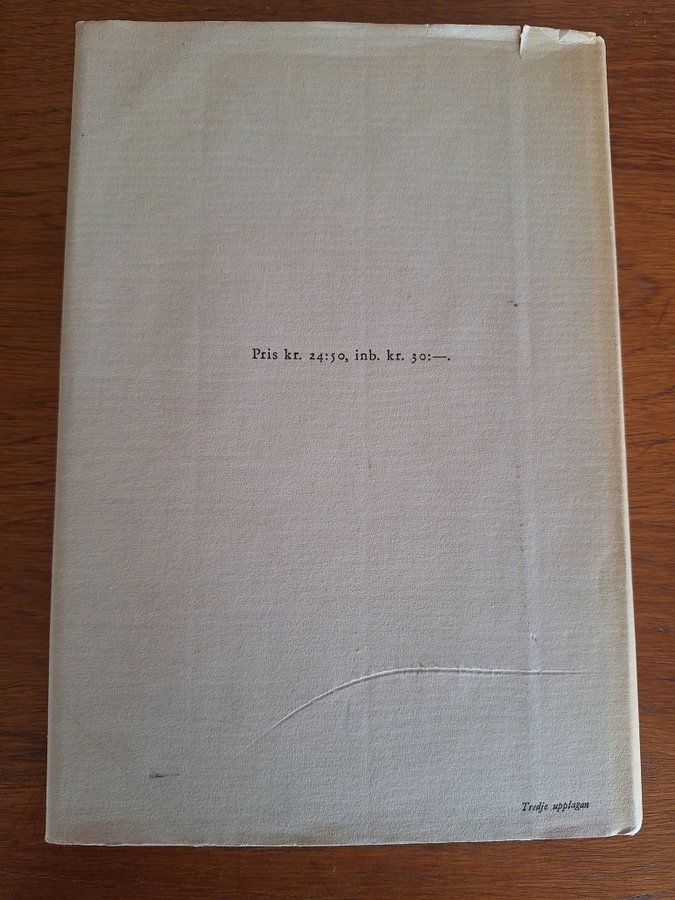 Pris kr. 24:50, inb. kr. 30:—.
Tredje upplagan